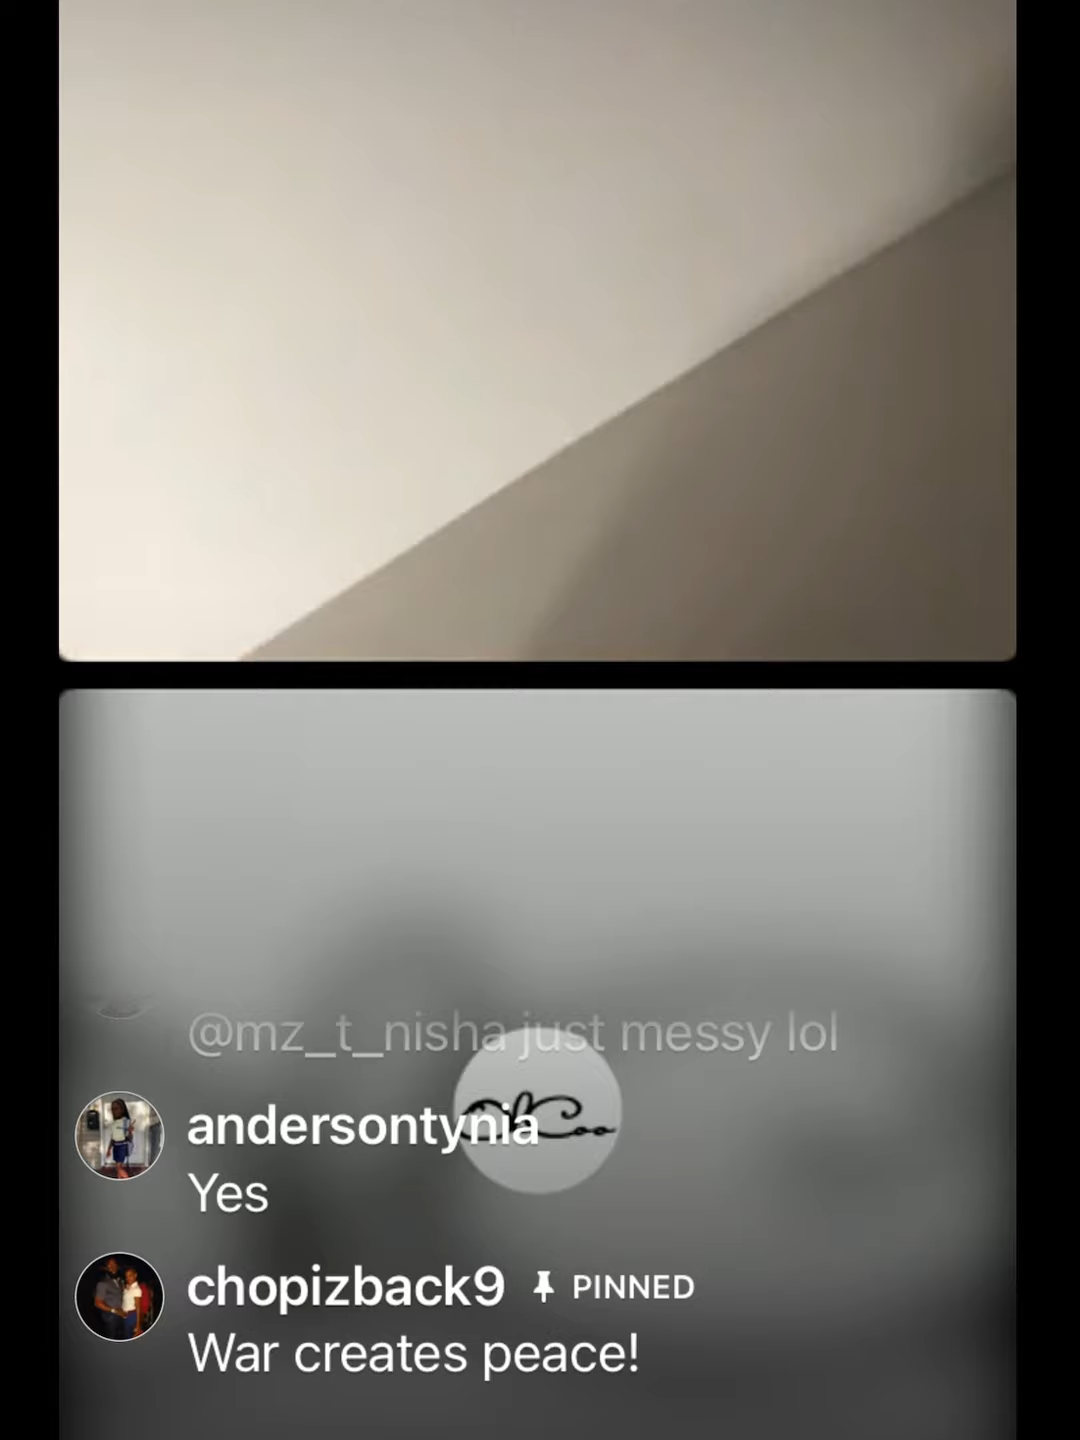 @mz_t_nisha just messy lol
andersontynia
Yes
chopizback9 PINNED
War creates peace!